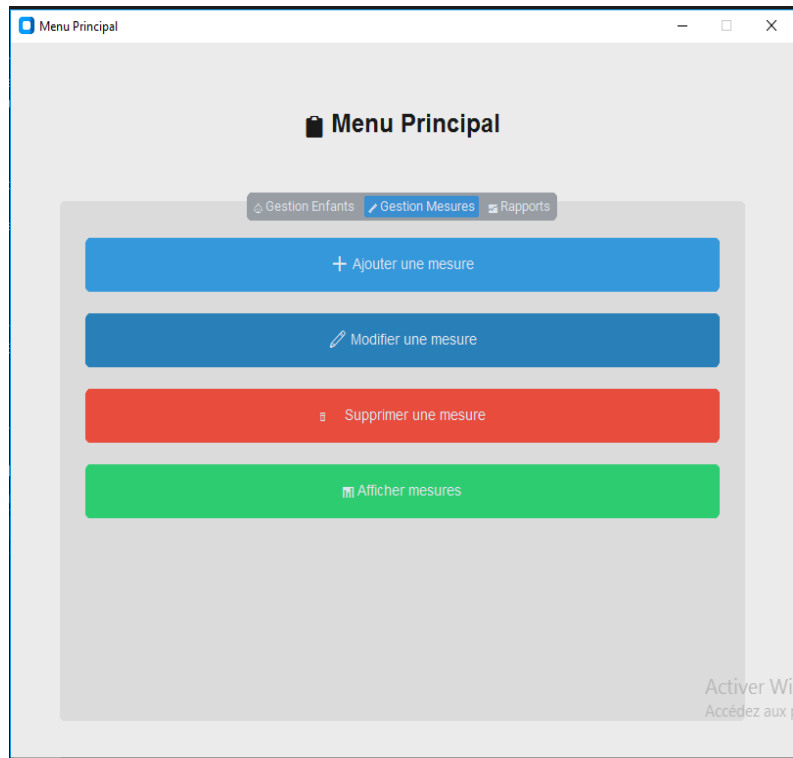 Menu Principal
Menu Principal
Gestion Enfants Gestion Mesures Rapports
Ajouter une mesure
Modifier une mesure
Supprimer une mesure
Afficher mesures
Activer Wi
Accédez aux p